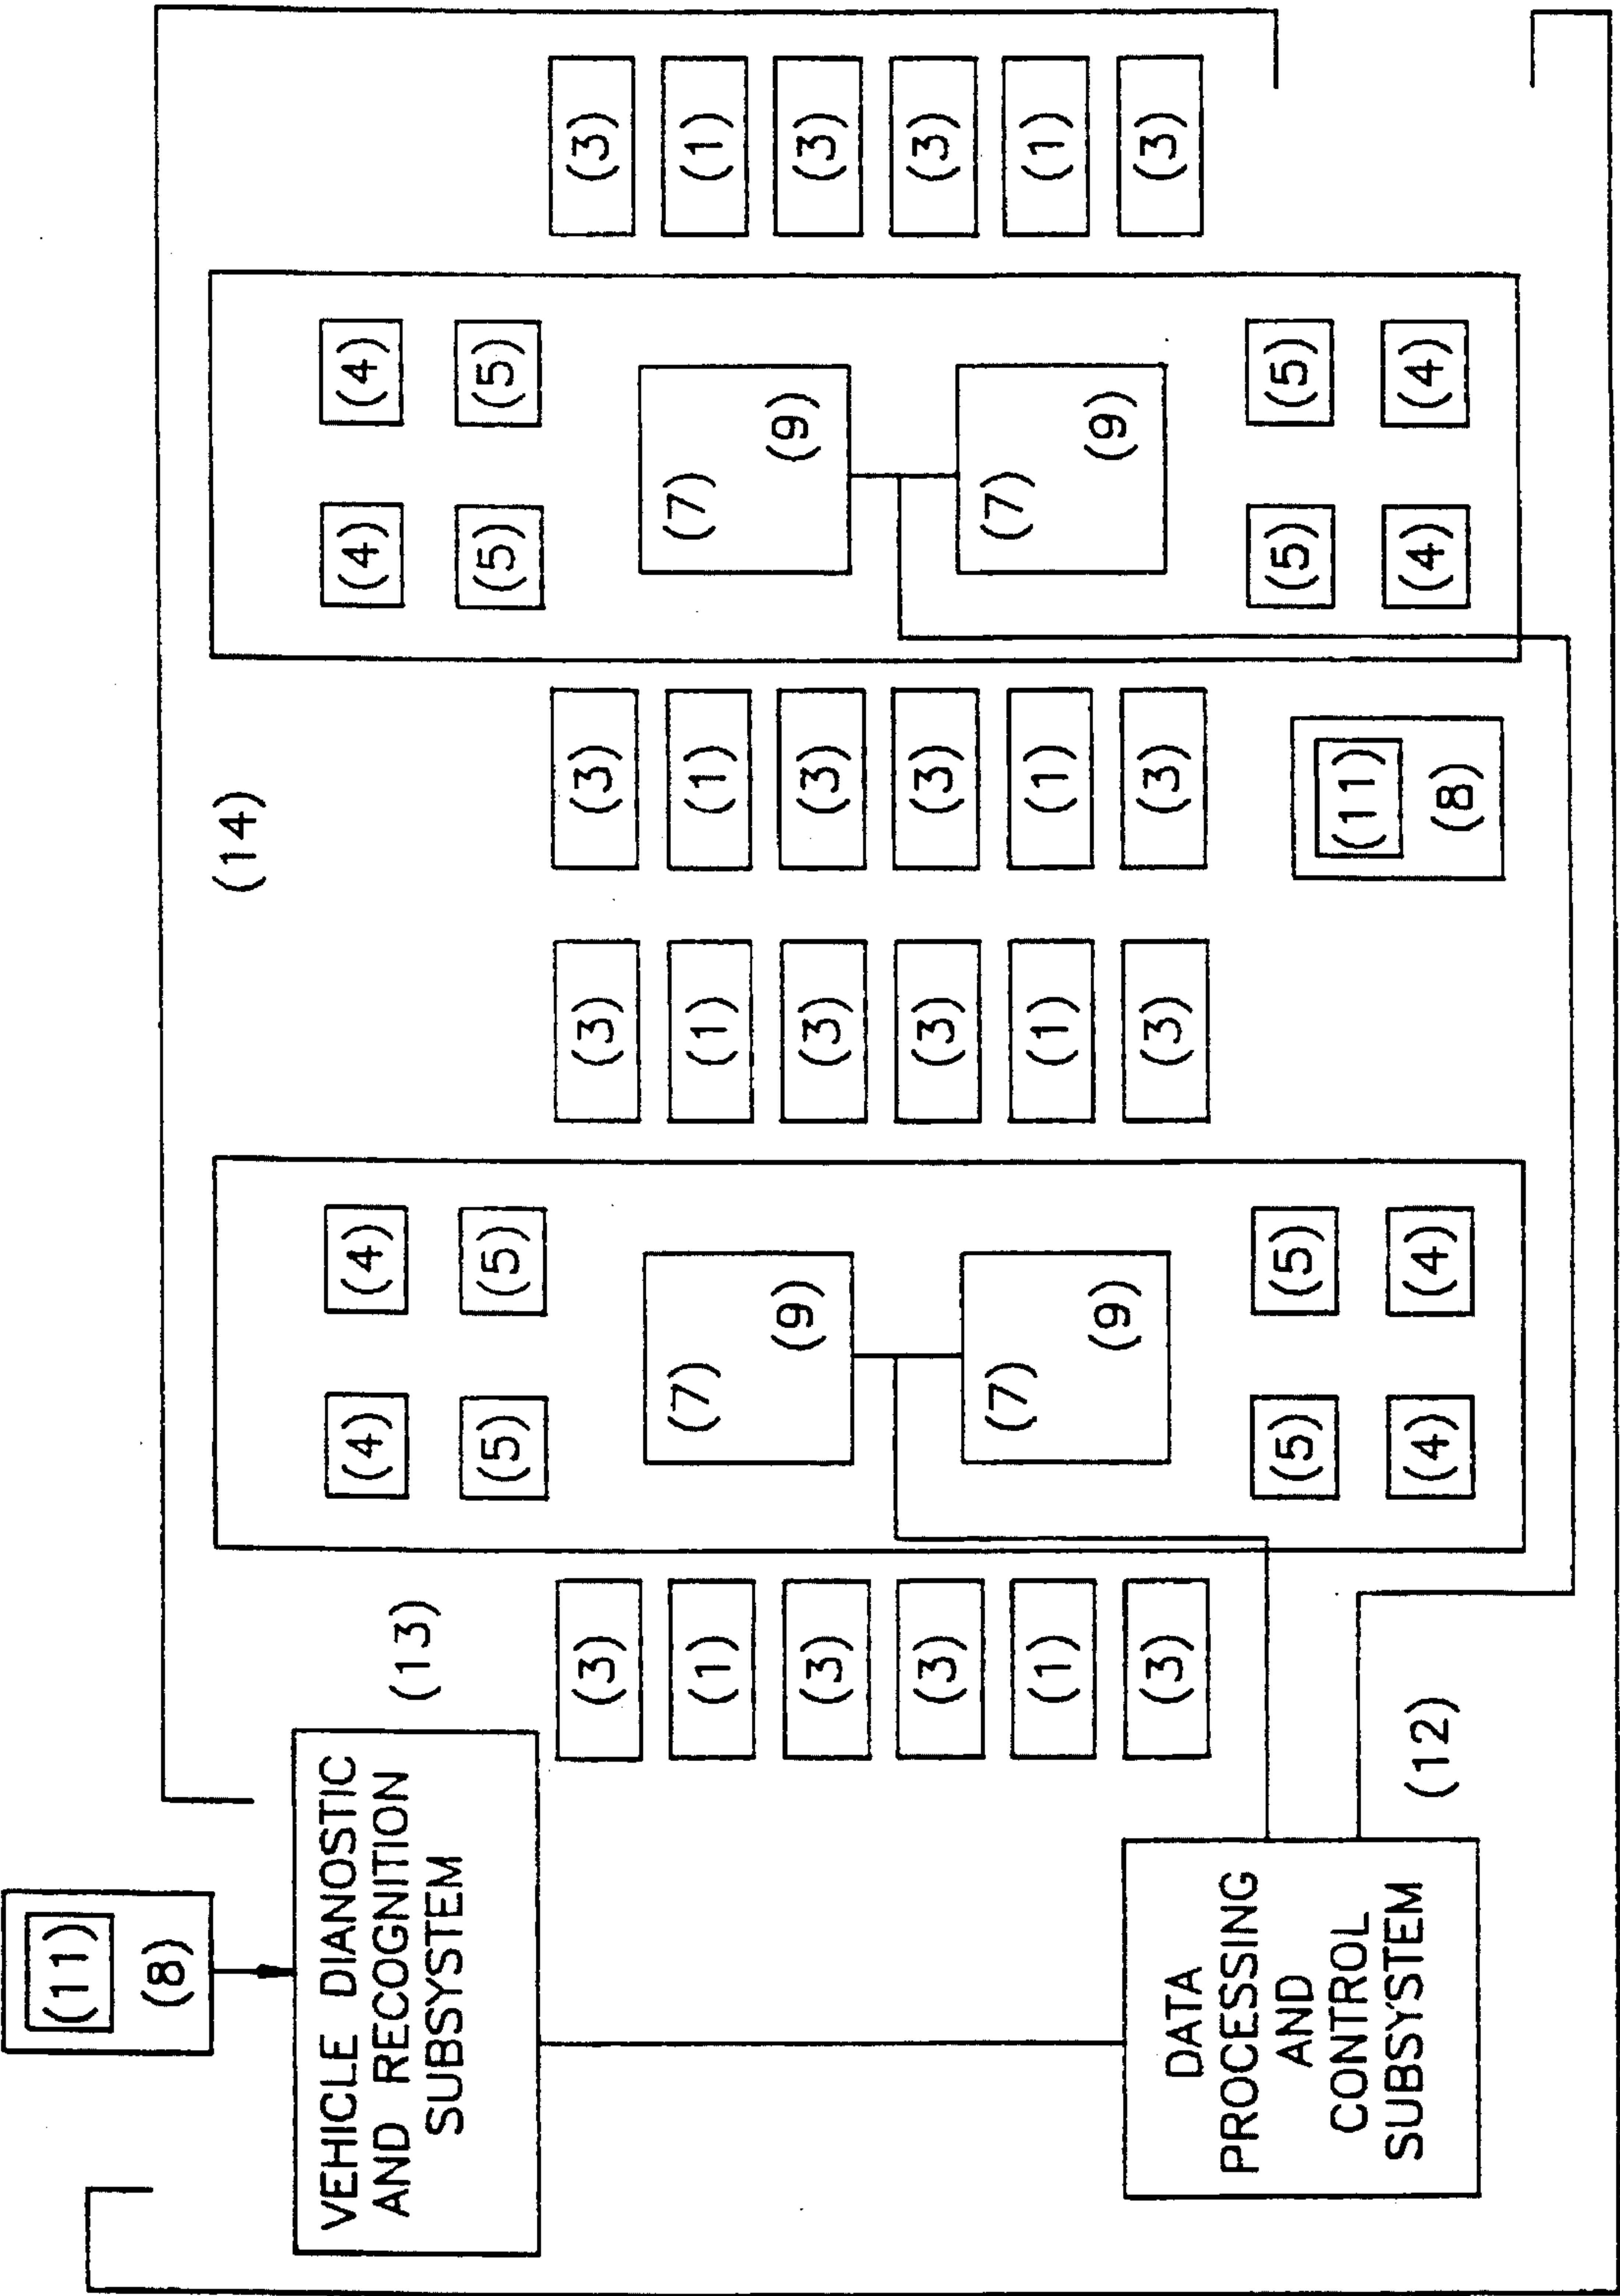 (11)
(8)
(14)
VEHICLE DIANOSTIC
AND RECOGNITION
SUBSYSTEM
(13)
(4) (4) (4) (4)
(5) (5) (5) (5)
(3) (3) (3) (3)
(7) (7)
(1) (1) (1) (1)
(9) (9)
(3) (3) (3) (3)
(3) (3) (3) (3)
(7) (7)
(1) (1) (1) (1)
(9) (9)
(3) (3) (3) (3)
DATA
PROCESSING
AND
CONTROL
SUBSYSTEM
(12)
(5) (5) (5) (5)
(4) (4) (4) (4)
(11)
(8)